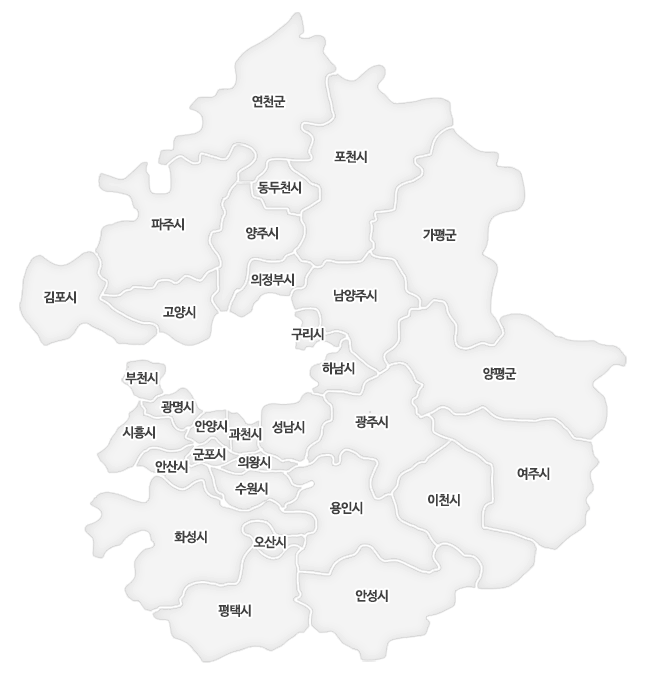 연천군
포천시
동두천시
파주시
양주시
가평군
의정부시
김포시
남양주시
고양시
구리시
하남시
양평군
부천시
광명시
광주시
안양시
성남시
시흥시
과천시
군포시
의왕시
안산시
여주시
수원시
이천시
용인시
화성시
오산시
안성시
평택시